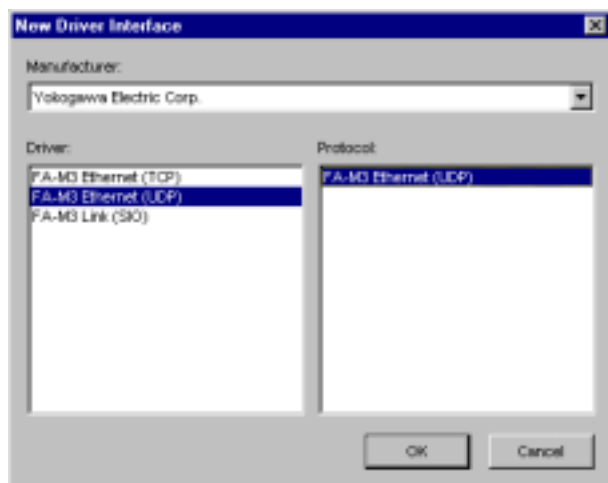 New Driver Interface
Manufacturer:
Yokogawa Electric Corp.
Driver:
Protocol:
FA-M3 Ethernet (TCP)
FA-M3 Ethernet (UDP)
FA-M3 Ethernet (UDP)
FA-M3 Link (SIO)
OK
Cancel